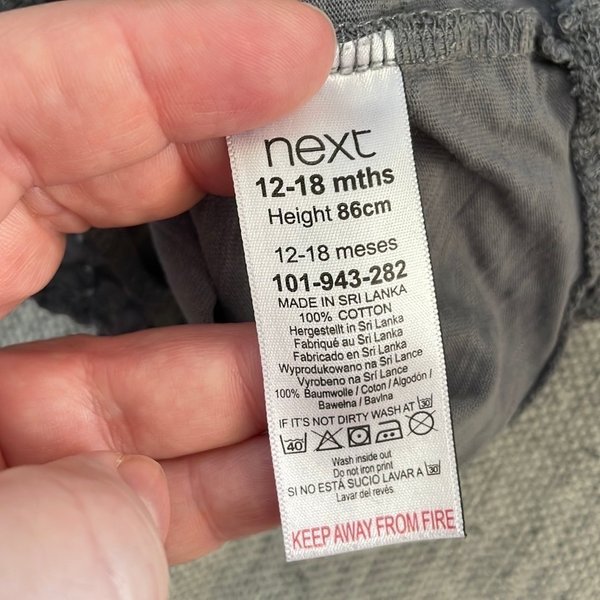 next
12-18 mths
Height 86cm
12-18 meses
101-943-282
MADE IN SRI LANKA
100% COTTON
Hergestellt in Sri Lanka
Fabriqué au Sri Lanka
Fabricado en Sri Lanka
Wyprodukowano na Sri Lance
Vyrobeno na Srí Lance
100% Baumwolle / Coton / Algodón /
Bawełna / Bavlna
IF IT'S NOT DIRTY WASH AT 30
40
Wash inside out
Do not iron print
SI NO ESTÁ SUCIO LAVAR A 30
Lavar del revés.
KEEP AWAY FROM FIRE